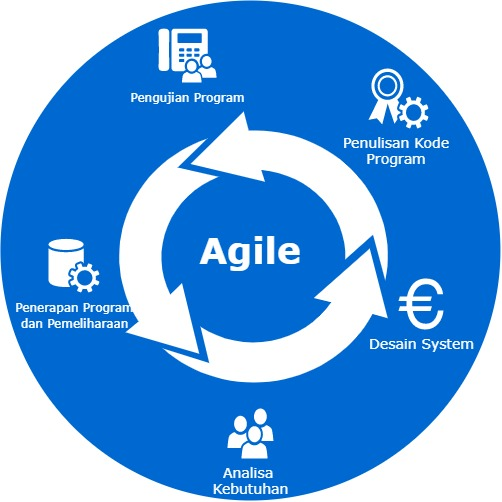 Pengujian Program
Penulisan Kode
Program
Agile
Penerapan Program
dan Pemeliharaan
€
Desain System
Analisa
Kebutuhan